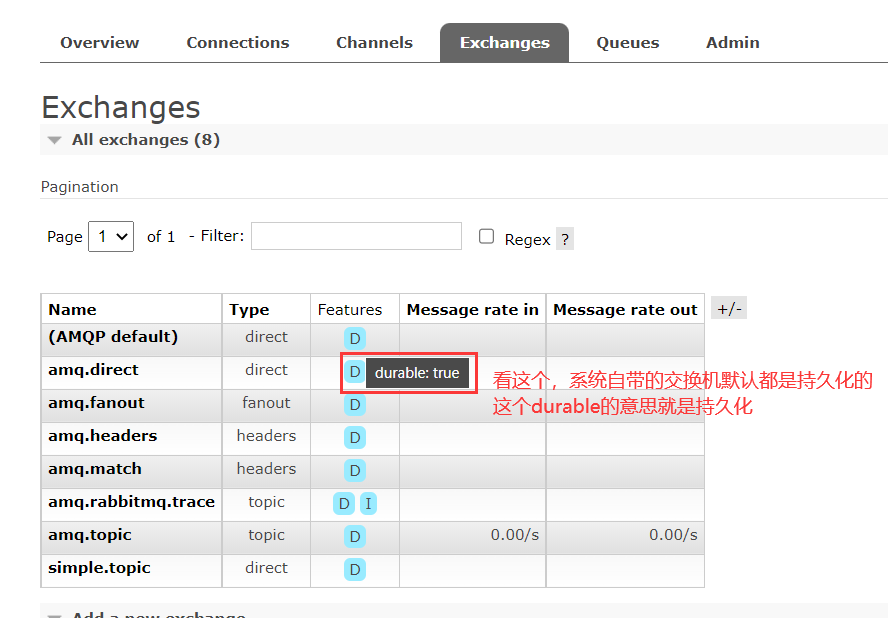 Overview Connections Channels Exchanges Queues Admin
Exchanges
All exchanges (8)
Pagination
Page 1 of 1 - Filter: Regex ?
Name Type Features Message rate in Message rate out +/-
(AMQP default) direct D
amq.direct direct D durable: true
看这个，系统自带的交换机默认都是持久化的
这个durable的意思就是持久化
amq.fanout fanout D
amq.headers headers D
amq.match headers D
amq.rabbitmq.trace topic D I
amq.topic topic D 0.00/s 0.00/s
simple.topic direct D
Add a new exchange